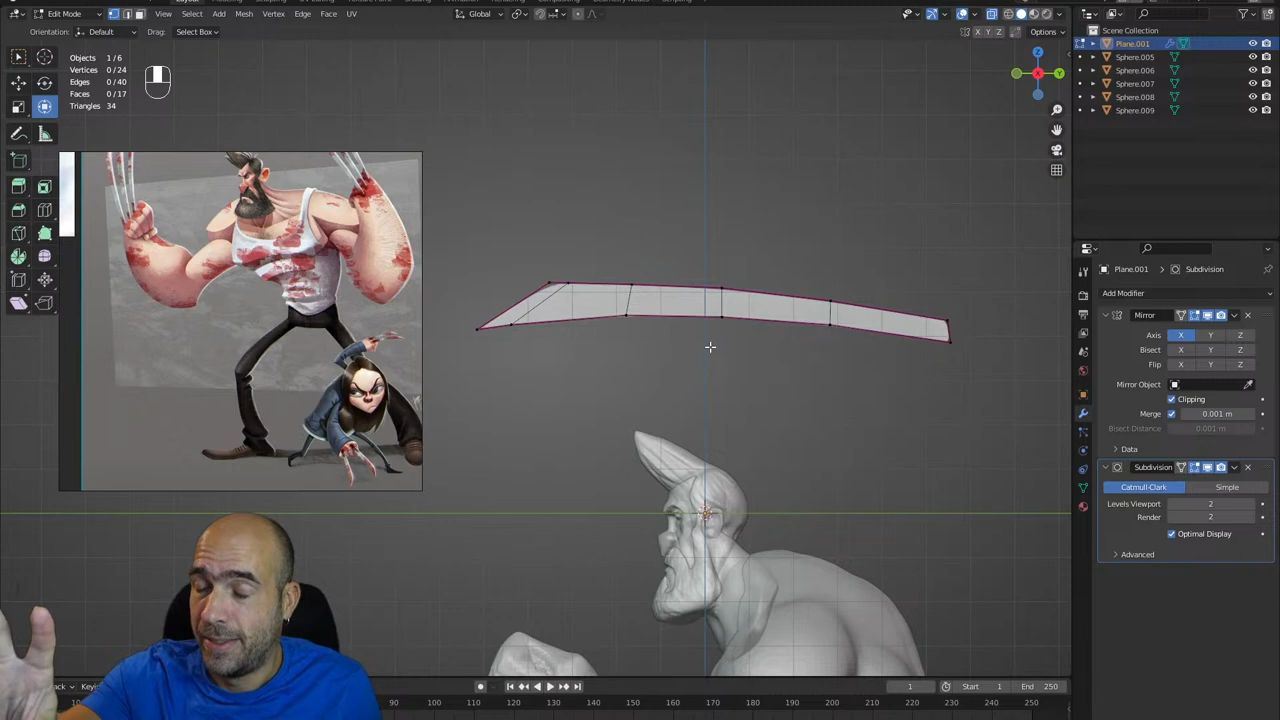 Edit Mode
View
Select
Add
Mesh
Vertex
Edge
Face
UV
Global
Orientation:
Default
Drag:
Select Box
X
Y
Z
Options
Objects 1/6
Vertices 0/24
Edges 0/40
Faces 0/17
Triangles 34
Z
X
Y
Scene Collection
Plane.001
Sphere.005
Sphere.006
Sphere.007
Sphere.008
Sphere.009
Plane.001
Subdivision
Add Modifier
Mirror
Axis
X
Y
Z
Bisect
X
Y
Z
Flip
X
Y
Z
Mirror Object
Clipping
Merge
0.001 m
Bisect Distance
0.001 m
Data
Subdivision
Catmull-Clark
Simple
Levels Viewport
2
Render
2
Optimal Display
Advanced
1
Start
1
End
250
80
90
100
110
120
130
140
150
160
170
180
190
200
210
220
230
240
250